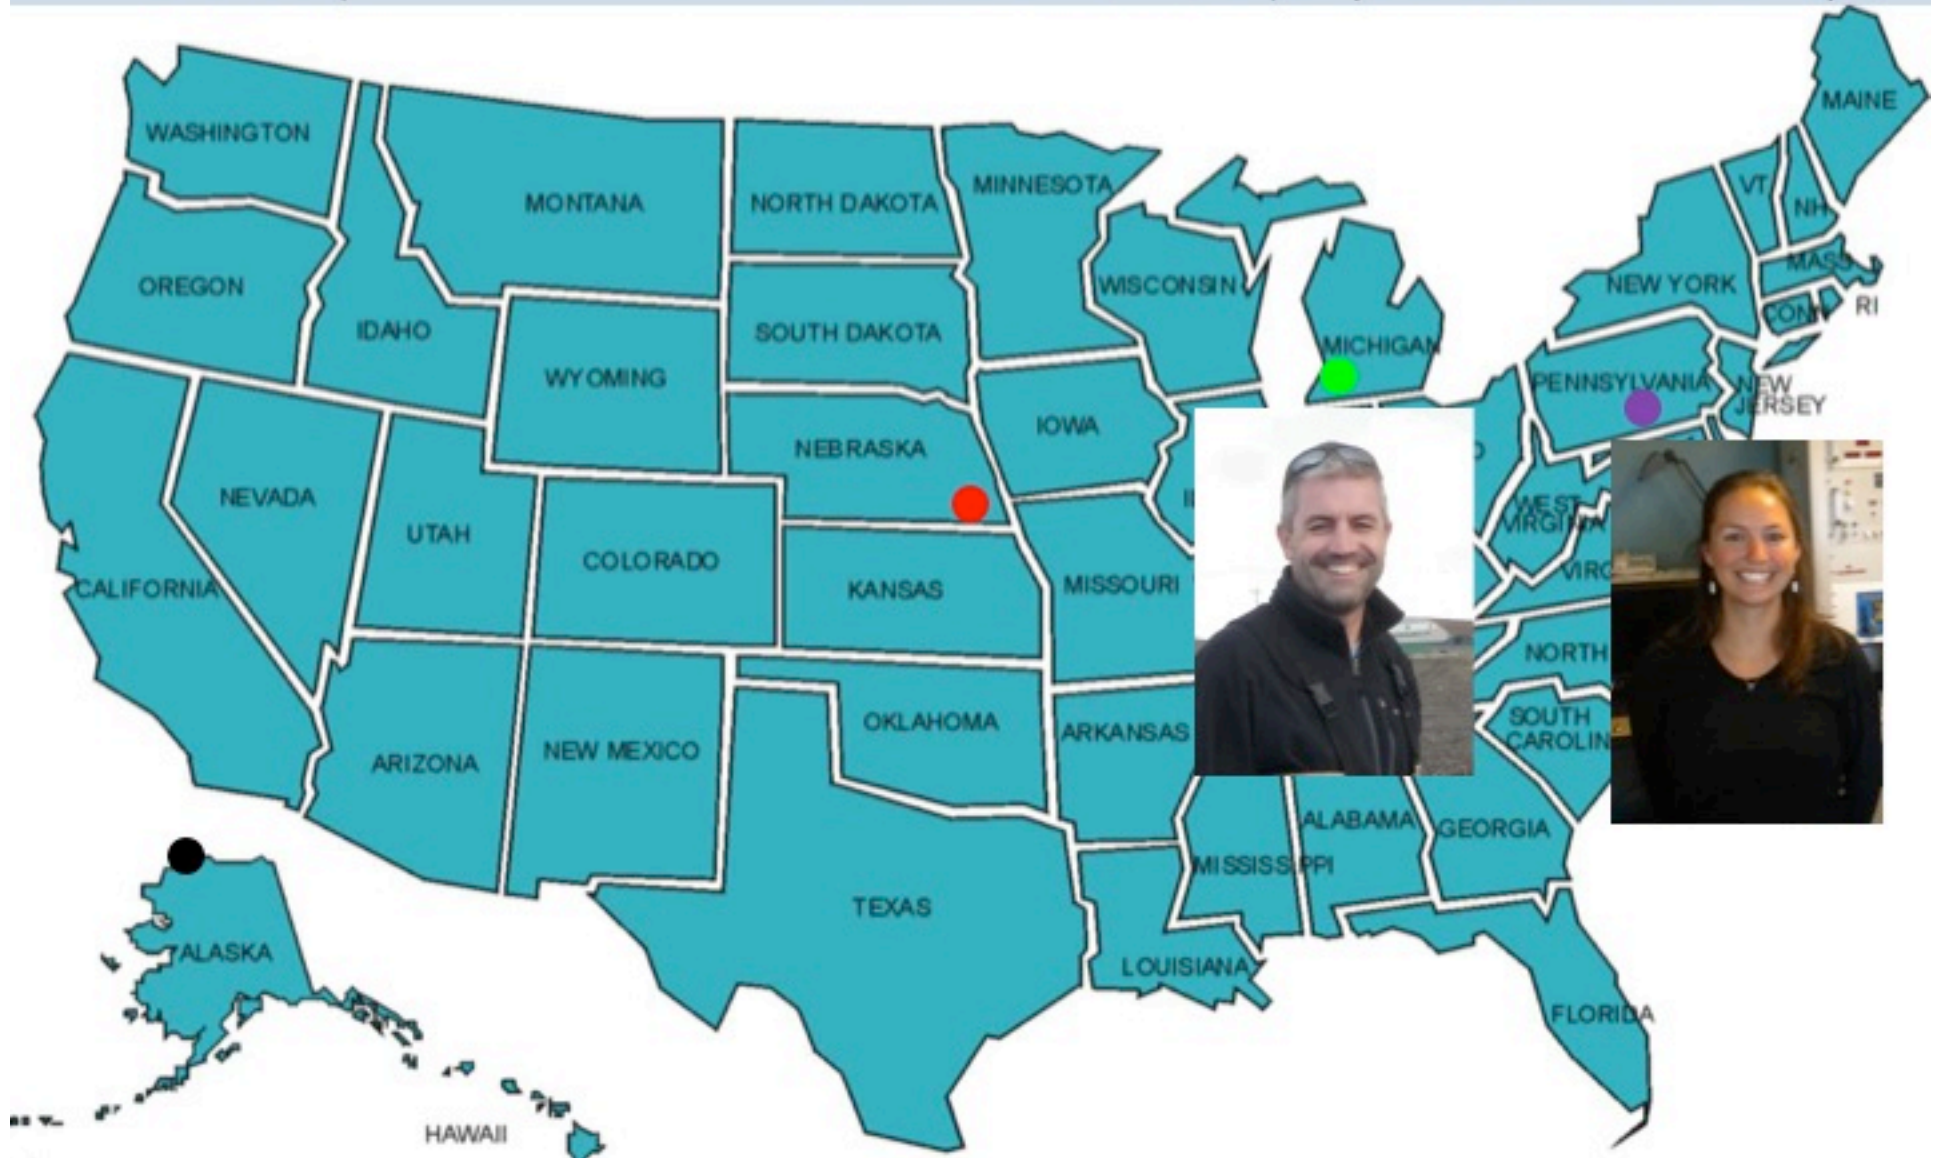 MAINE
WASHINGTON
MONTANA
NORTH DAKOTA
MINNESOTA
VT
NH
OREGON
IDAHO
WYOMING
SOUTH DAKOTA
WISCONSIN
MICHIGAN
NEW YORK
MASS
CONN
RI
PENNSYLVANIA
NEW
JERSEY
NEBRASKA
IOWA
NEVADA
UTAH
COLORADO
KANSAS
MISSOURI
WEST
VIRGINIA
VIRG
CALIFORNIA
ARIZONA
NEW MEXICO
OKLAHOMA
ARKANSAS
NORTH
SOUTH
CAROLIN
TEXAS
MISSISSIPPI
ALABAMA
GEORGIA
LOUISIANA
FLORIDA
ALASKA
HAWAII